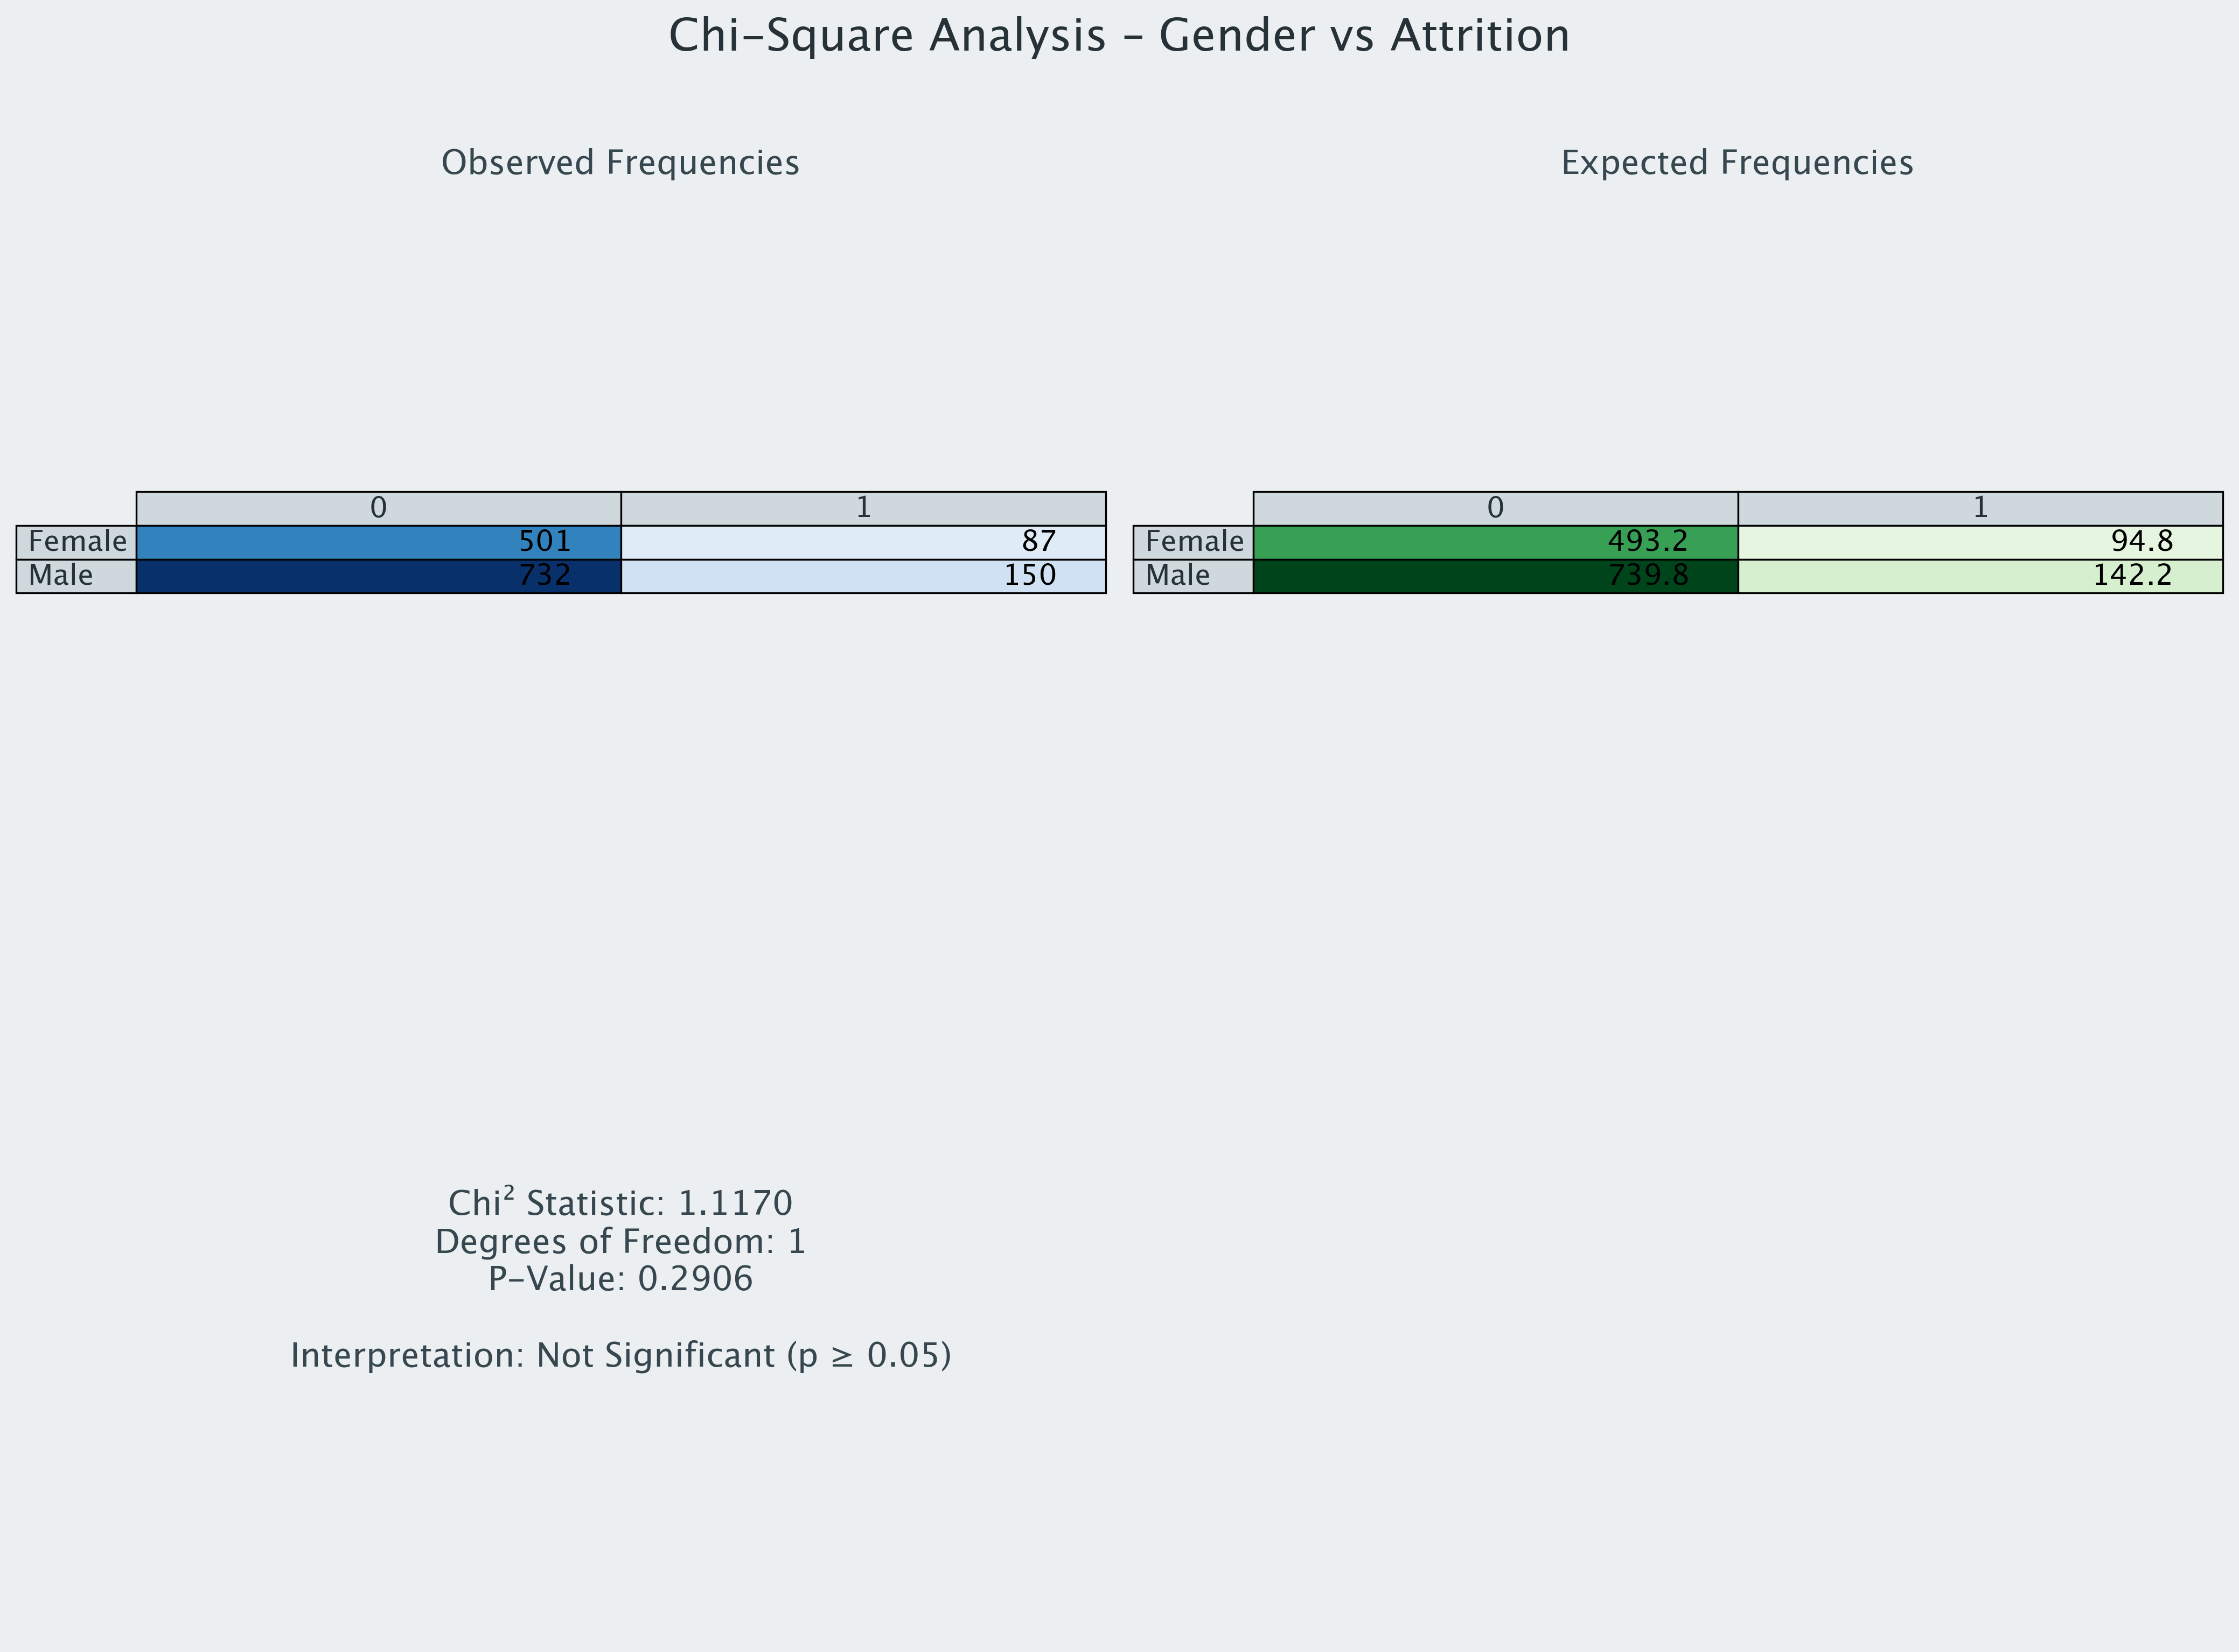 Chi-Square Analysis – Gender vs Attrition
Observed Frequencies
0 1
Female 501 87
Male 732 150
Expected Frequencies
0 1
Female 493.2 94.8
Male 739.8 142.2
Chi² Statistic: 1.1170
Degrees of Freedom: 1
P-Value: 0.2906
Interpretation: Not Significant (p ≥ 0.05)